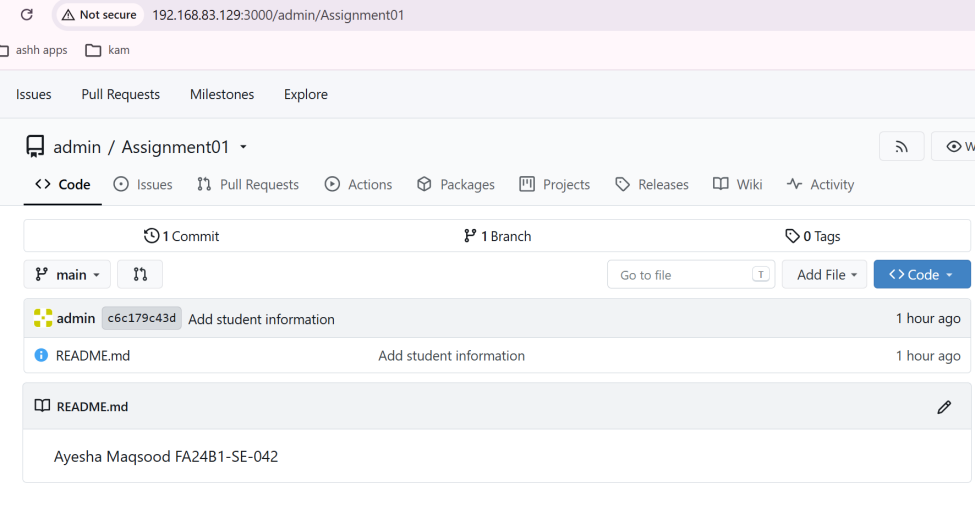 Not secure 192.168.83.129:3000/admin/Assignment01
ashh apps kam
Issues Pull Requests Milestones Explore
admin / Assignment01
Code Issues Pull Requests Actions Packages Projects Releases Wiki Activity
1 Commit 1 Branch 0 Tags
main Go to file T Add File Code
admin c6c179c43d Add student information 1 hour ago
README.md Add student information 1 hour ago
README.md
Ayesha Maqsood FA24B1-SE-042